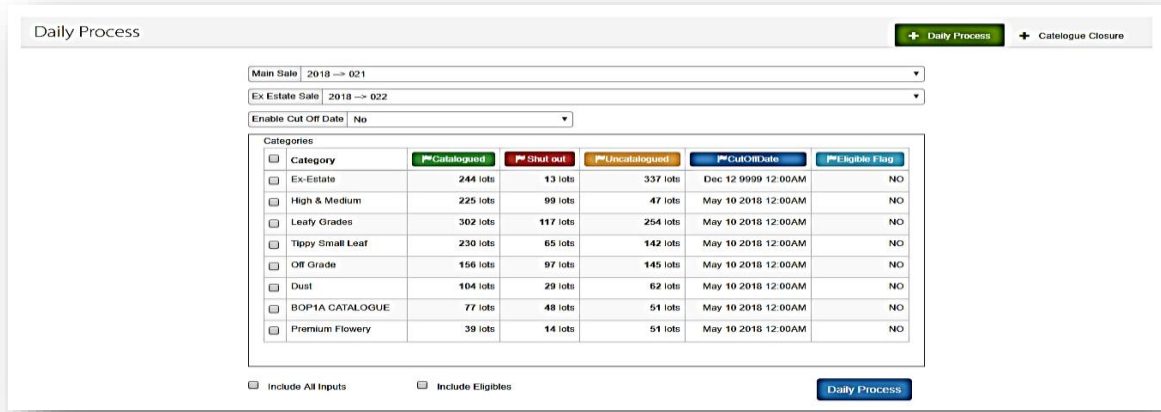 Daily Process
Daily Process Catelogue Closure
Main Sale 2018 --> 021
Ex Estate Sale 2018 --> 022
Enable Cut Off Date No
Categories
Category Catalogued Shut out Uncatalogued CutOffDate Eligible Flag
Ex-Estate 244 lots 13 lots 337 lots Dec 12 9999 12:00AM NO
High & Medium 225 lots 99 lots 47 lots May 10 2018 12:00AM NO
Leafy Grades 302 lots 117 lots 254 lots May 10 2018 12:00AM NO
Tippy Small Leaf 230 lots 65 lots 142 lots May 10 2018 12:00AM NO
Off Grade 156 lots 97 lots 145 lots May 10 2018 12:00AM NO
Dust 104 lots 29 lots 62 lots May 10 2018 12:00AM NO
BOP1A CATALOGUE 77 lots 48 lots 51 lots May 10 2018 12:00AM NO
Premium Flowery 39 lots 14 lots 51 lots May 10 2018 12:00AM NO
Include All Inputs Include Eligibles Daily Process